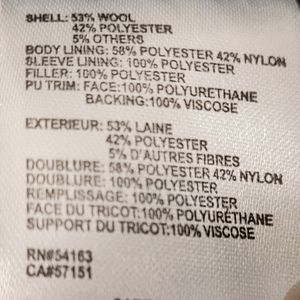 SHELL: 53% WOOL
42% POLYESTER
5% OTHERS
BODY LINING: 58% POLYESTER 42% NYLON
SLEEVE LINING: 100% POLYESTER
FILLER: 100% POLYESTER
PU TRIM: FACE:100% POLYURETHANE
BACKING:100% VISCOSE
EXTERIEUR: 53% LAINE
42% POLYESTER
5% D'AUTRES FIBRES
DOUBLURE: 58% POLYESTER 42% NYLON
DOUBLURE: 100% POLYESTER
REMPLISSAGE: 100% POLYESTER
FACE DU TRICOT:100% POLYURÉTHANE
SUPPORT DU TRICOT:100% VISCOSE
RN#54163
CA#57151